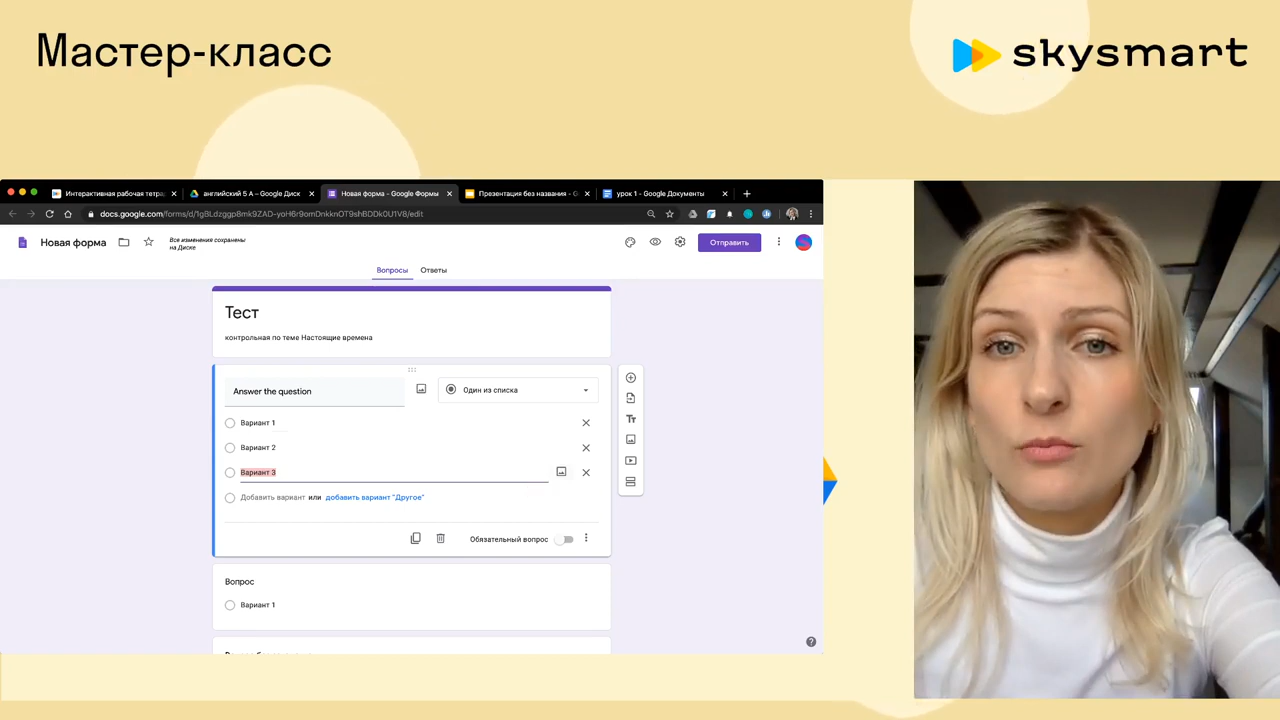 Мастер-класс
skysmart
Интерактивная рабочая тетра
английский 5 А – Google Диск
Новая форма - Google Формы
Презентация без названия - G
урок 1 - Google Документы
docs.google.com/forms/d/1gBLdzggp8mk9ZAD-yoH6r9omDnkknOT9shBDDk0U1V8/edit
Новая форма
Все изменения сохранены
на Диске
Отправить
Вопросы
Ответы
Тест
контрольная по теме Настоящие времена
Answer the question
Один из списка
Вариант 1
Вариант 2
Вариант 3
Добавить вариант или добавить вариант "Другое"
Обязательный вопрос
Вопрос
Вариант 1